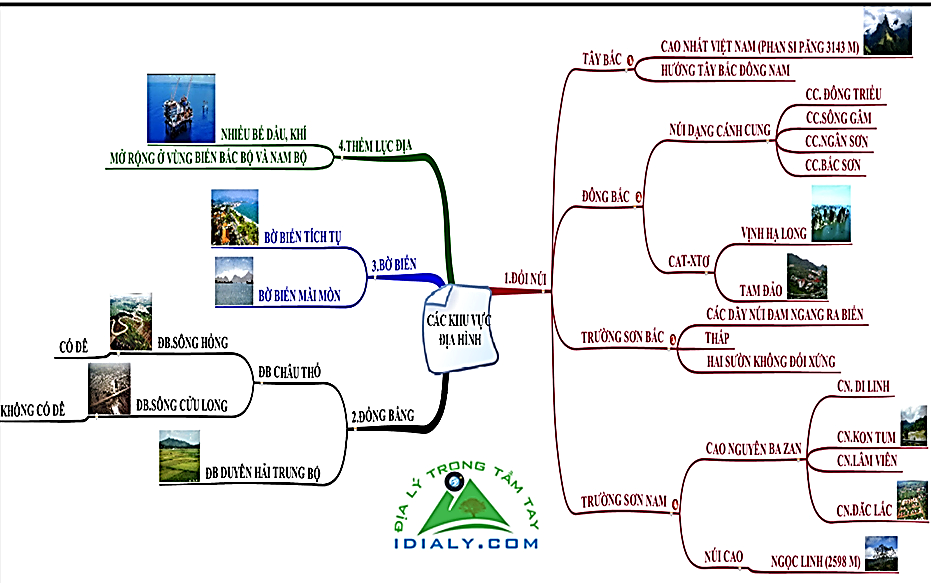 CÁC KHU VỰC
ĐỊA HÌNH
1.ĐỒI NÚI
TÂY BẮC
CAO NHẤT VIỆT NAM (PHAN SI PĂNG 3143 M)
HƯỚNG TÂY BẮC ĐÔNG NAM
ĐÔNG BẮC
NÚI DẠNG CÁNH CUNG
CC. ĐÔNG TRIỀU
CC.SÔNG GÂM
CC.NGÂN SƠN
CC.BẮC SƠN
CAT-XTƠ
VỊNH HẠ LONG
TAM ĐẢO
TRƯỜNG SƠN BẮC
CÁC DÃY NÚI ĐÂM NGANG RA BIỂN
THẤP
HAI SƯỜN KHÔNG ĐỐI XỨNG
TRƯỜNG SƠN NAM
CAO NGUYÊN BA ZAN
CN. DI LINH
CN.KON TUM
CN.LÂM VIÊN
CN.ĐẮC LẮC
NÚI CAO
NGỌC LINH (2598 M)
2.ĐỒNG BẰNG
ĐB CHÂU THỔ
ĐB.SÔNG HỒNG
CÓ ĐÊ
ĐB.SÔNG CỬU LONG
KHÔNG CÓ ĐÊ
ĐB DUYÊN HẢI TRUNG BỘ
3.BỜ BIỂN
BỜ BIỂN TÍCH TỤ
BỜ BIỂN MÀI MÒN
4.THỀM LỤC ĐỊA
NHIỀU BỂ DẦU, KHÍ
MỞ RỘNG Ở VÙNG BIỂN BẮC BỘ VÀ NAM BỘ
ĐỊA LÝ TRONG TẦM TAY
IDIALY.COM